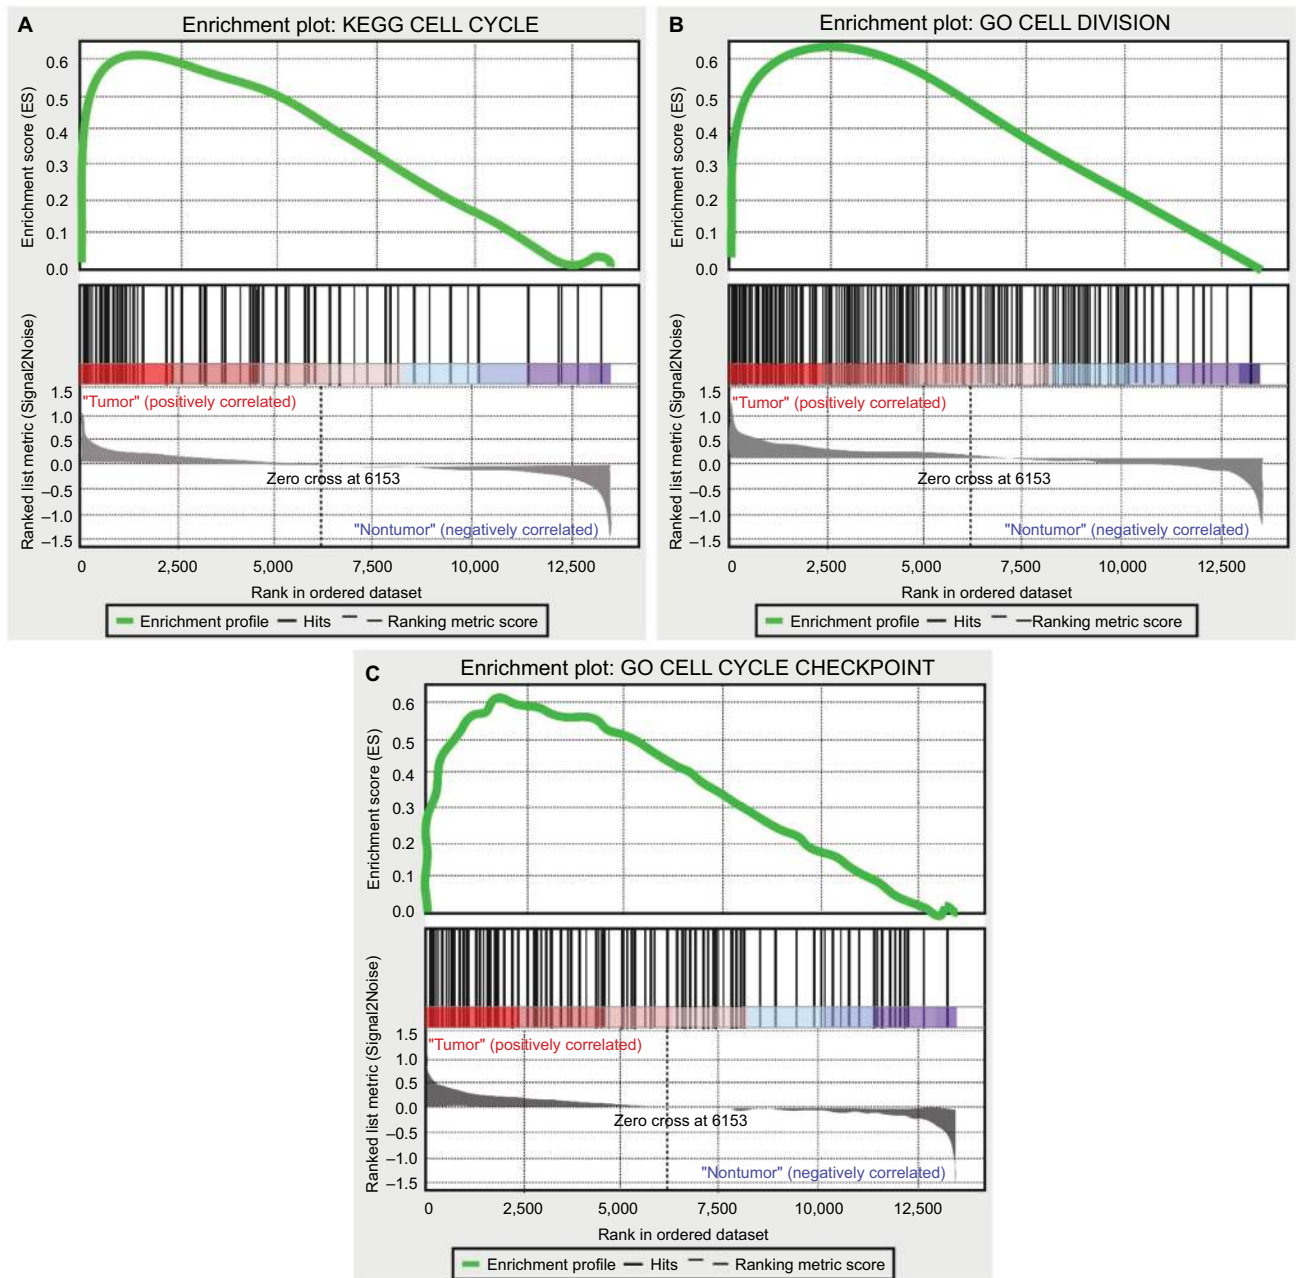 A
Enrichment plot: KEGG CELL CYCLE
Enrichment score (ES)
0.6
0.5
0.4
0.3
0.2
0.1
0.0
Ranked list metric (Signal2Noise)
1.5
1.0
0.5
0.0
–0.5
–1.0
–1.5
"Tumor" (positively correlated)
Zero cross at 6153
"Nontumor" (negatively correlated)
0 2,500 5,000 7,500 10,000 12,500
Rank in ordered dataset
Enrichment profile Hits Ranking metric score
B
Enrichment plot: GO CELL DIVISION
Enrichment score (ES)
0.6
0.5
0.4
0.3
0.2
0.1
0.0
Ranked list metric (Signal2Noise)
1.5
1.0
0.5
0.0
–0.5
–1.0
–1.5
"Tumor" (positively correlated)
Zero cross at 6153
"Nontumor" (negatively correlated)
0 2,500 5,000 7,500 10,000 12,500
Rank in ordered dataset
Enrichment profile Hits Ranking metric score
C
Enrichment plot: GO CELL CYCLE CHECKPOINT
Enrichment score (ES)
0.6
0.5
0.4
0.3
0.2
0.1
0.0
Ranked list metric (Signal2Noise)
1.5
1.0
0.5
0.0
–0.5
–1.0
–1.5
"Tumor" (positively correlated)
Zero cross at 6153
"Nontumor" (negatively correlated)
0 2,500 5,000 7,500 10,000 12,500
Rank in ordered dataset
Enrichment profile Hits Ranking metric score